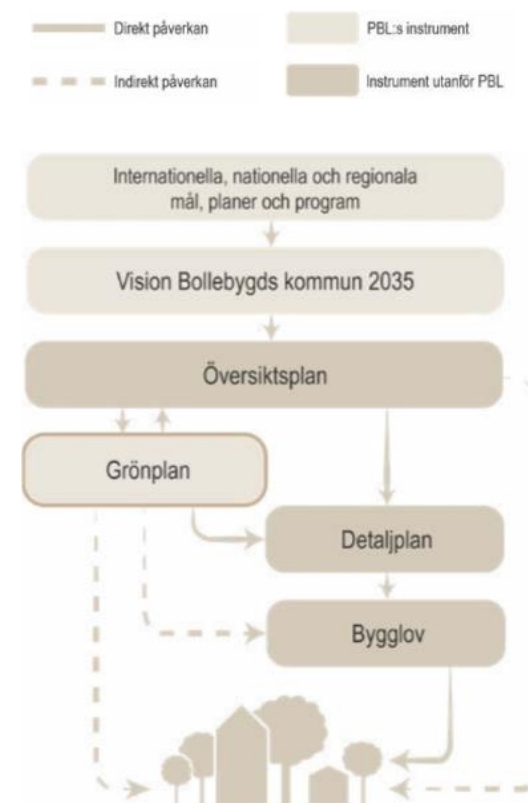 Direkt påverkan
PBL:s instrument
Indirekt påverkan
Instrument utanför PBL
Internationella, nationella och regionala
mål, planer och program
Vision Bollebygds kommun 2035
Översiktsplan
Grönplan
Detaljplan
Bygglov